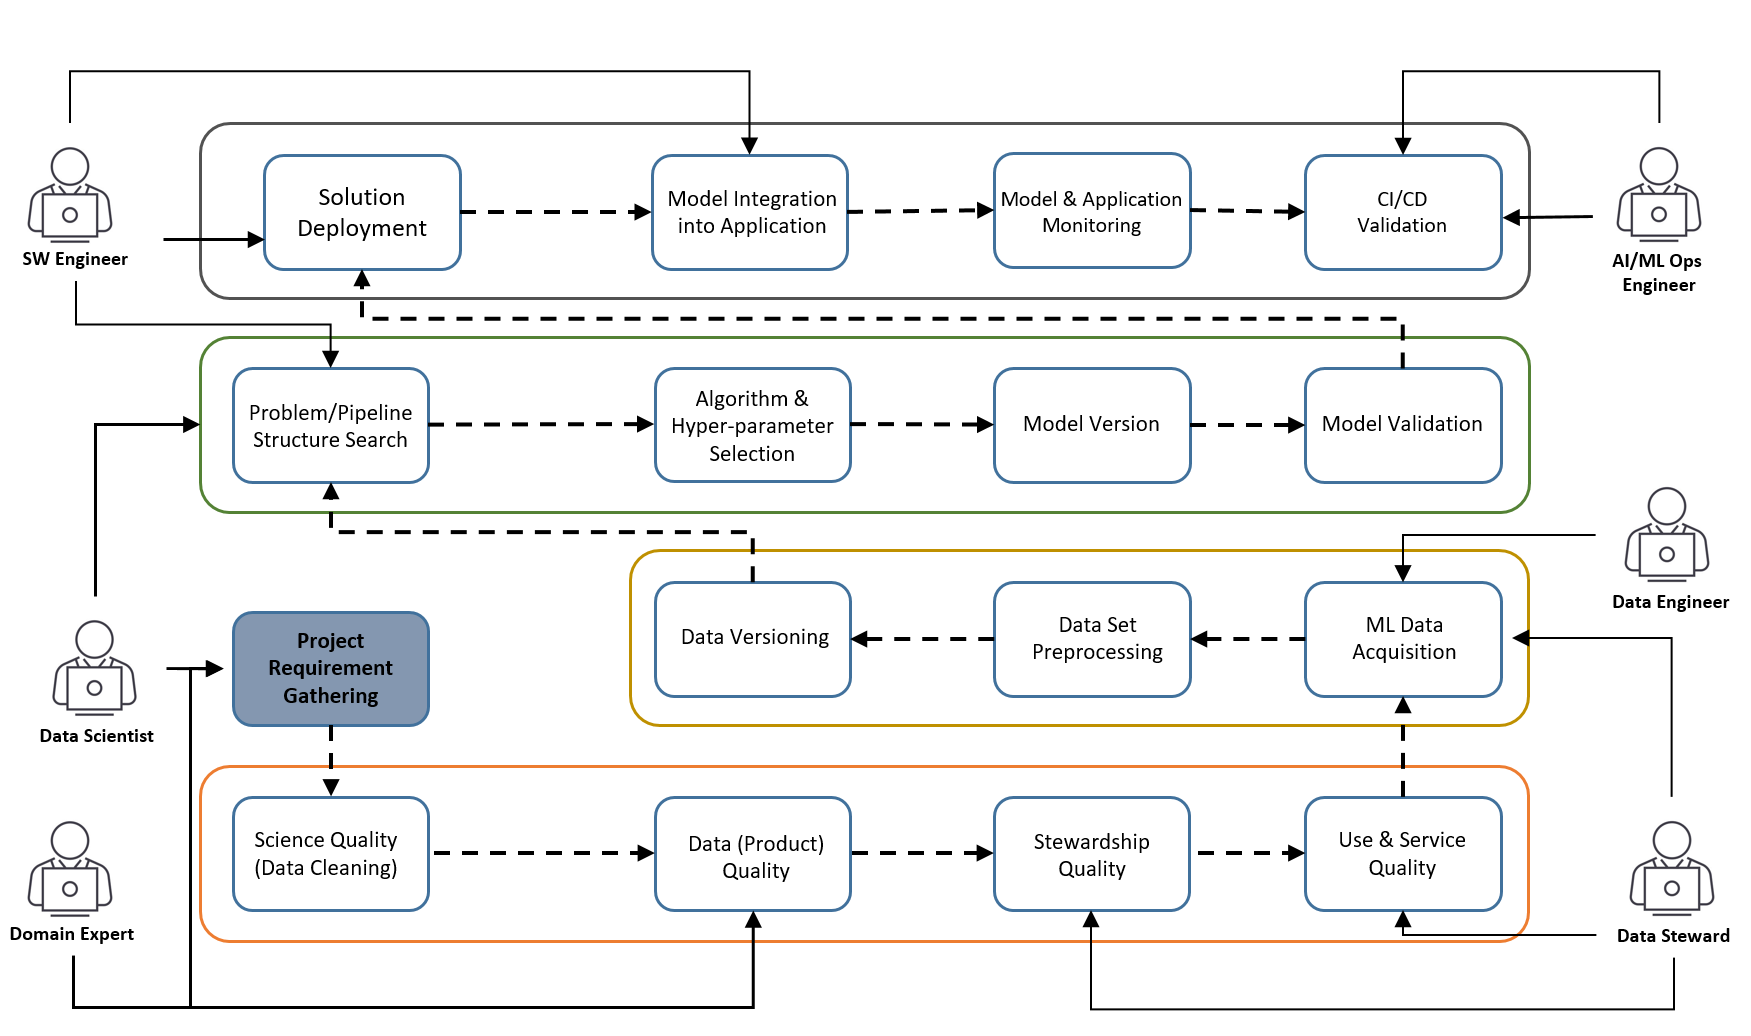 Solution
Deployment
Model Integration
into Application
Model & Application
Monitoring
CI/CD
Validation
SW Engineer
AI/ML Ops
Engineer
Problem/Pipeline
Structure Search
Algorithm &
Hyper-parameter
Selection
Model Version
Model Validation
Data Engineer
Project
Requirement
Gathering
Data Versioning
Data Set
Preprocessing
ML Data
Acquisition
Data Scientist
Science Quality
(Data Cleaning)
Data (Product)
Quality
Stewardship
Quality
Use & Service
Quality
Domain Expert
Data Steward